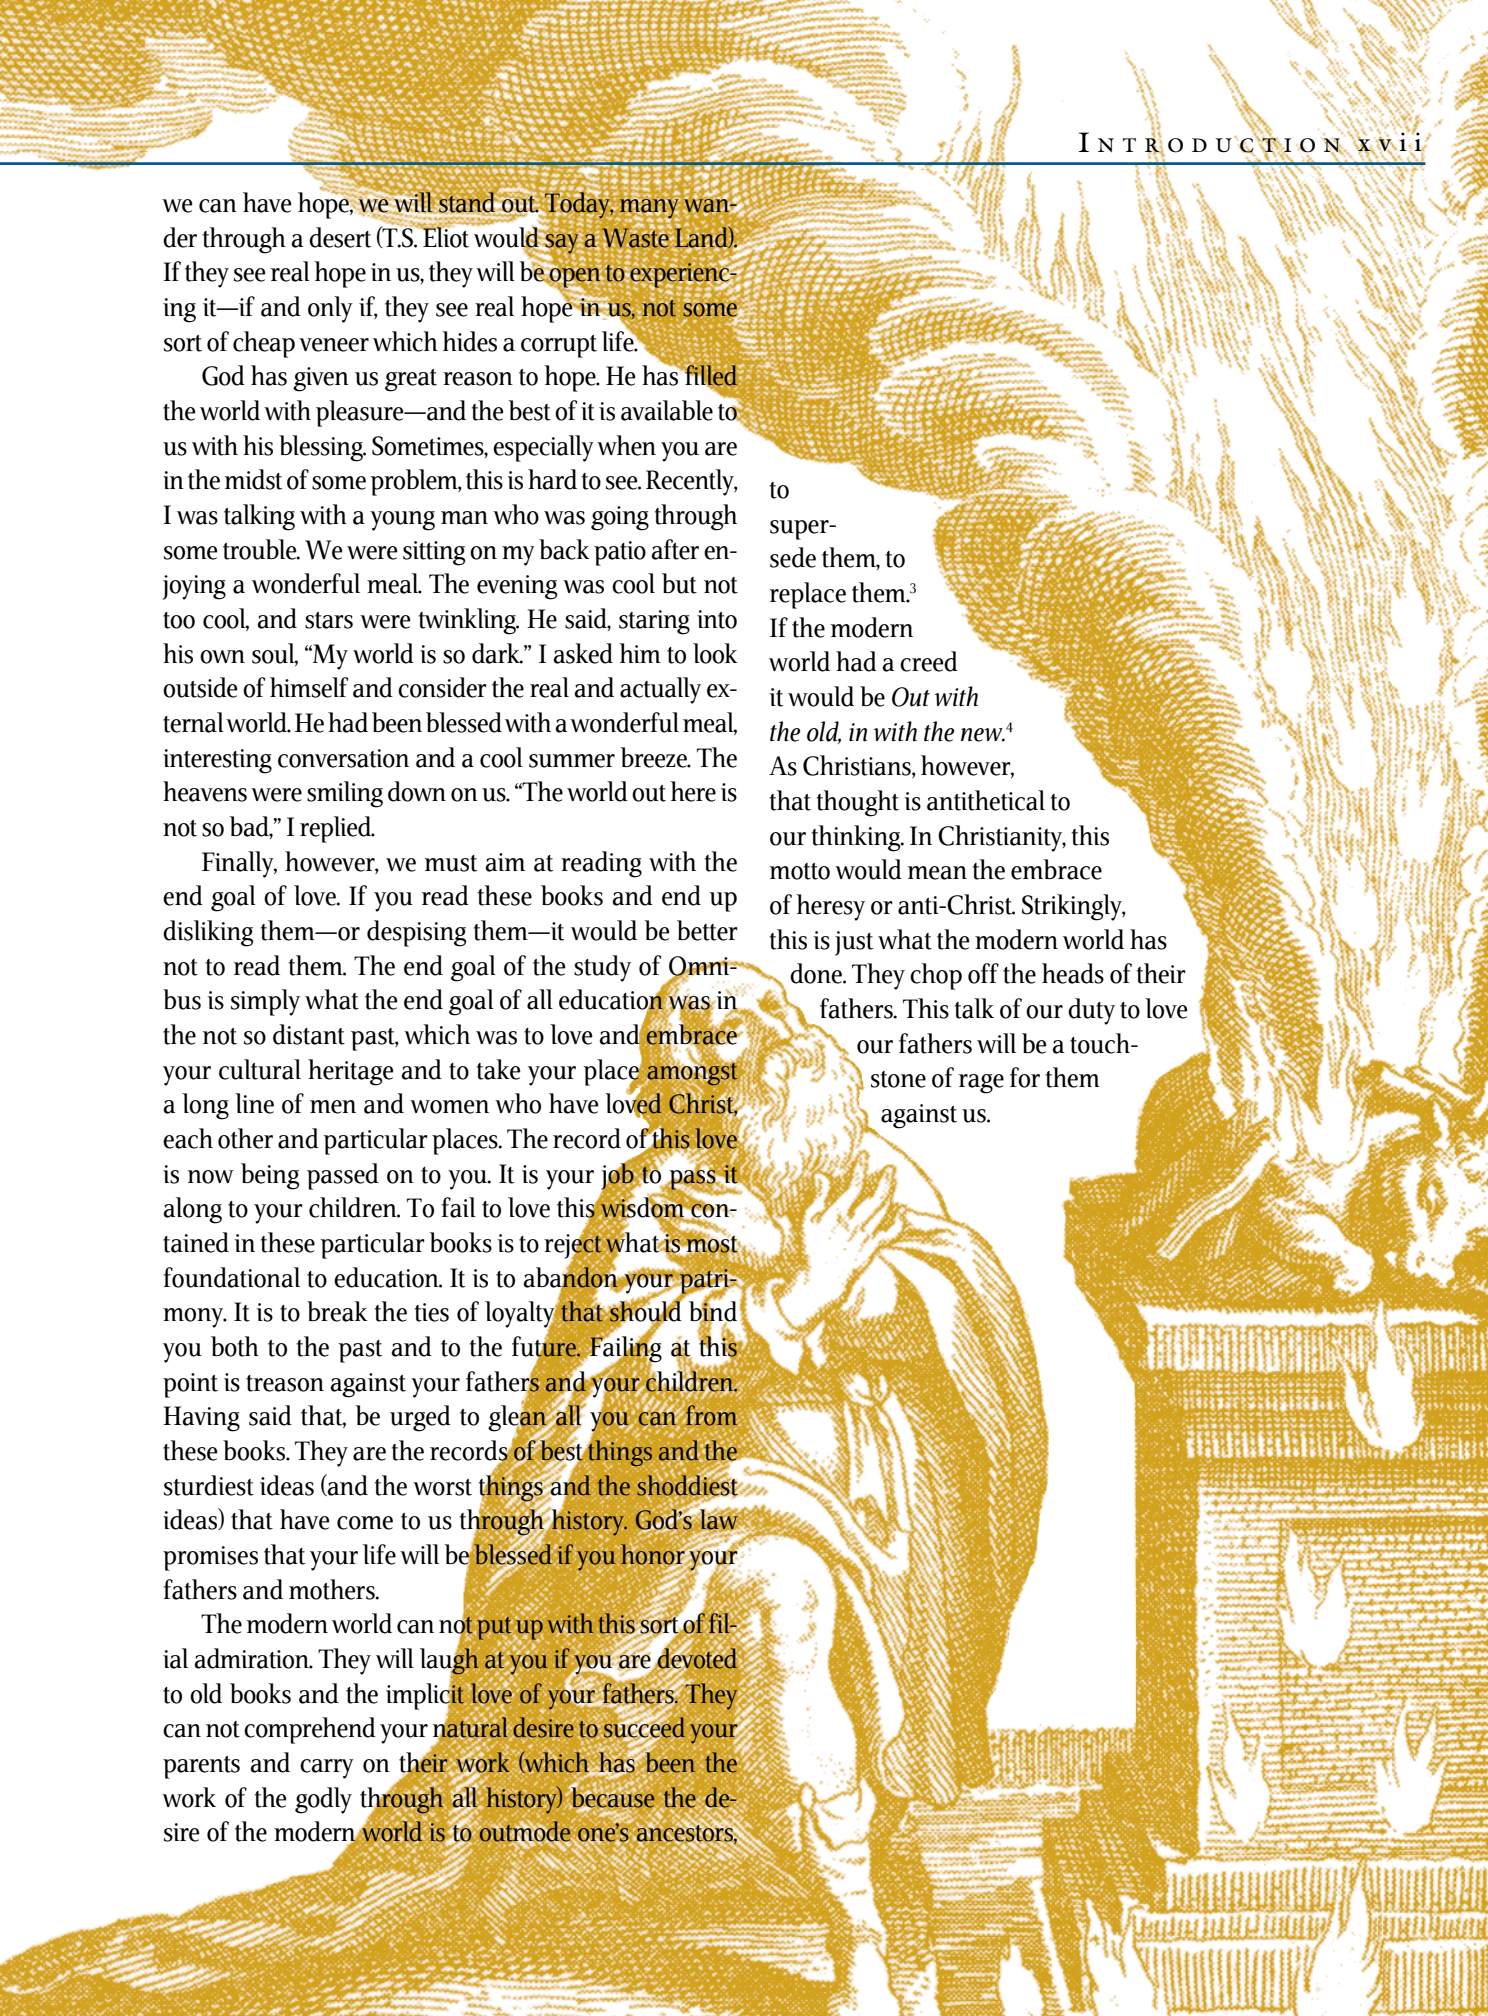 INTRODUCTION xvii
we can have hope, we will stand out. Today, many wan-
der through a desert (T.S. Eliot would say a Waste Land).
If they see real hope in us, they will be open to experienc-
ing it—if and only if, they see real hope in us, not some
sort of cheap veneer which hides a corrupt life.
God has given us great reason to hope. He has filled
the world with pleasure—and the best of it is available to
us with his blessing. Sometimes, especially when you are
in the midst of some problem, this is hard to see. Recently,
I was talking with a young man who was going through
some trouble. We were sitting on my back patio after en-
joying a wonderful meal. The evening was cool but not
too cool, and stars were twinkling. He said, staring into
his own soul, “My world is so dark.” I asked him to look
outside of himself and consider the real and actually ex-
ternal world. He had been blessed with a wonderful meal,
interesting conversation and a cool summer breeze. The
heavens were smiling down on us. “The world out here is
not so bad,” I replied.
Finally, however, we must aim at reading with the
end goal of love. If you read these books and end up
disliking them—or despising them—it would be better
not to read them. The end goal of the study of Omni-
bus is simply what the end goal of all education was in
the not so distant past, which was to love and embrace
your cultural heritage and to take your place amongst
a long line of men and women who have loved Christ,
each other and particular places. The record of this love
is now being passed on to you. It is your job to pass it
along to your children. To fail to love this wisdom con-
tained in these particular books is to reject what is most
foundational to education. It is to abandon your patri-
mony. It is to break the ties of loyalty that should bind
you both to the past and to the future. Failing at this
point is treason against your fathers and your children.
Having said that, be urged to glean all you can from
these books. They are the records of best things and the
sturdiest ideas (and the worst things and the shoddiest
ideas) that have come to us through history. God’s law
promises that your life will be blessed if you honor your
fathers and mothers.
The modern world can not put up with this sort of fil-
ial admiration. They will laugh at you if you are devoted
to old books and the implicit love of your fathers. They
can not comprehend your natural desire to succeed your
parents and carry on their work (which has been the
work of the godly through all history) because the de-
sire of the modern world is to outmode one’s ancestors,
to
super-
sede them, to
replace them.3
If the modern
world had a creed
it would be Out with
the old, in with the new.4
As Christians, however,
that thought is antithetical to
our thinking. In Christianity, this
motto would mean the embrace
of heresy or anti-Christ. Strikingly,
this is just what the modern world has
done. They chop off the heads of their
fathers. This talk of our duty to love
our fathers will be a touch-
stone of rage for them
against us.